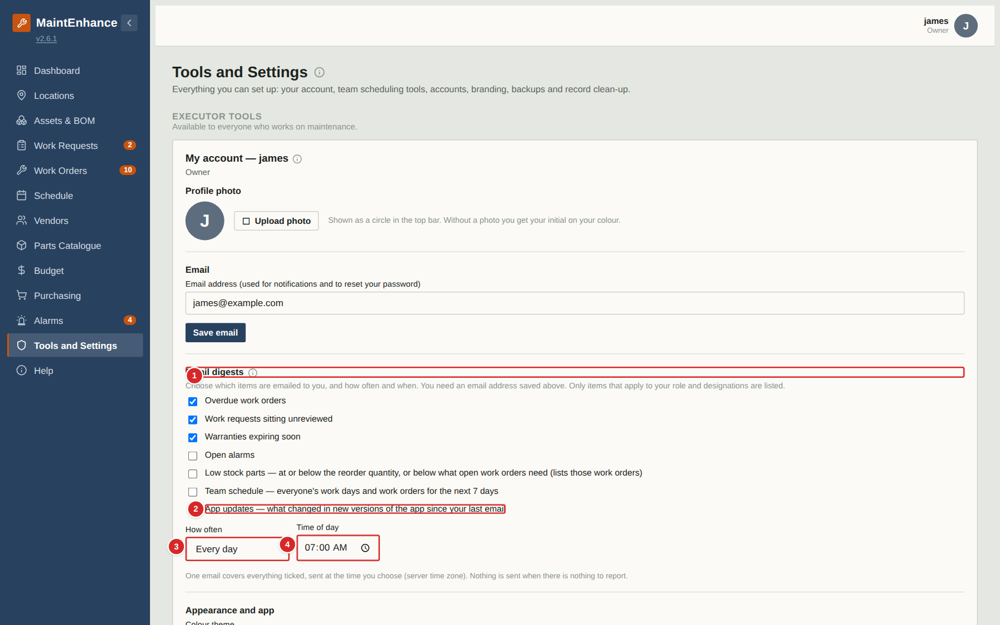 MaintEnhance
v2.6.1
Dashboard
Locations
Assets & BOM
Work Requests 2
Work Orders 10
Schedule
Vendors
Parts Catalogue
Budget
Purchasing
Alarms 4
Tools and Settings
Help
james
Owner
J
Tools and Settings
Everything you can set up: your account, team scheduling tools, accounts, branding, backups and record clean-up.
EXECUTOR TOOLS
Available to everyone who works on maintenance.
My account — james
Owner
Profile photo
J
Upload photo
Shown as a circle in the top bar. Without a photo you get your initial on your colour.
Email
Email address (used for notifications and to reset your password)
james@example.com
Save email
1
digests
Choose which items are emailed to you, and how often and when. You need an email address saved above. Only items that apply to your role and designations are listed.
Overdue work orders
Work requests sitting unreviewed
Warranties expiring soon
Open alarms
Low stock parts — at or below the reorder quantity, or below what open work orders need (lists those work orders)
Team schedule — everyone's work days and work orders for the next 7 days
2
App updates — what changed in new versions of the app since your last email
How often
Time of day
3
Every day
4
07:00 AM
One email covers everything ticked, sent at the time you choose (server time zone). Nothing is sent when there is nothing to report.
Appearance and app
Colour theme